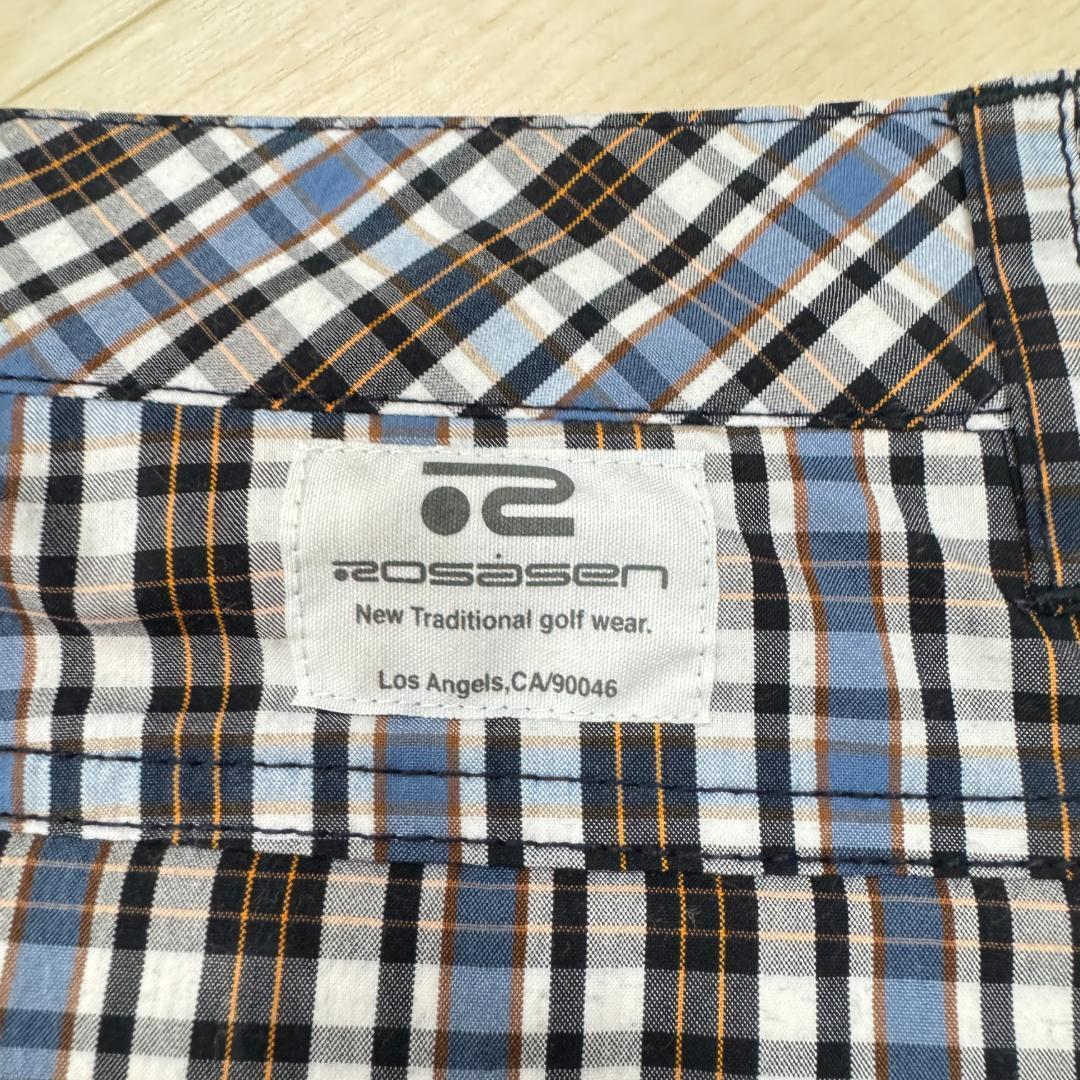 rosasen
New Traditional golf wear.
Los Angels,CA/90046